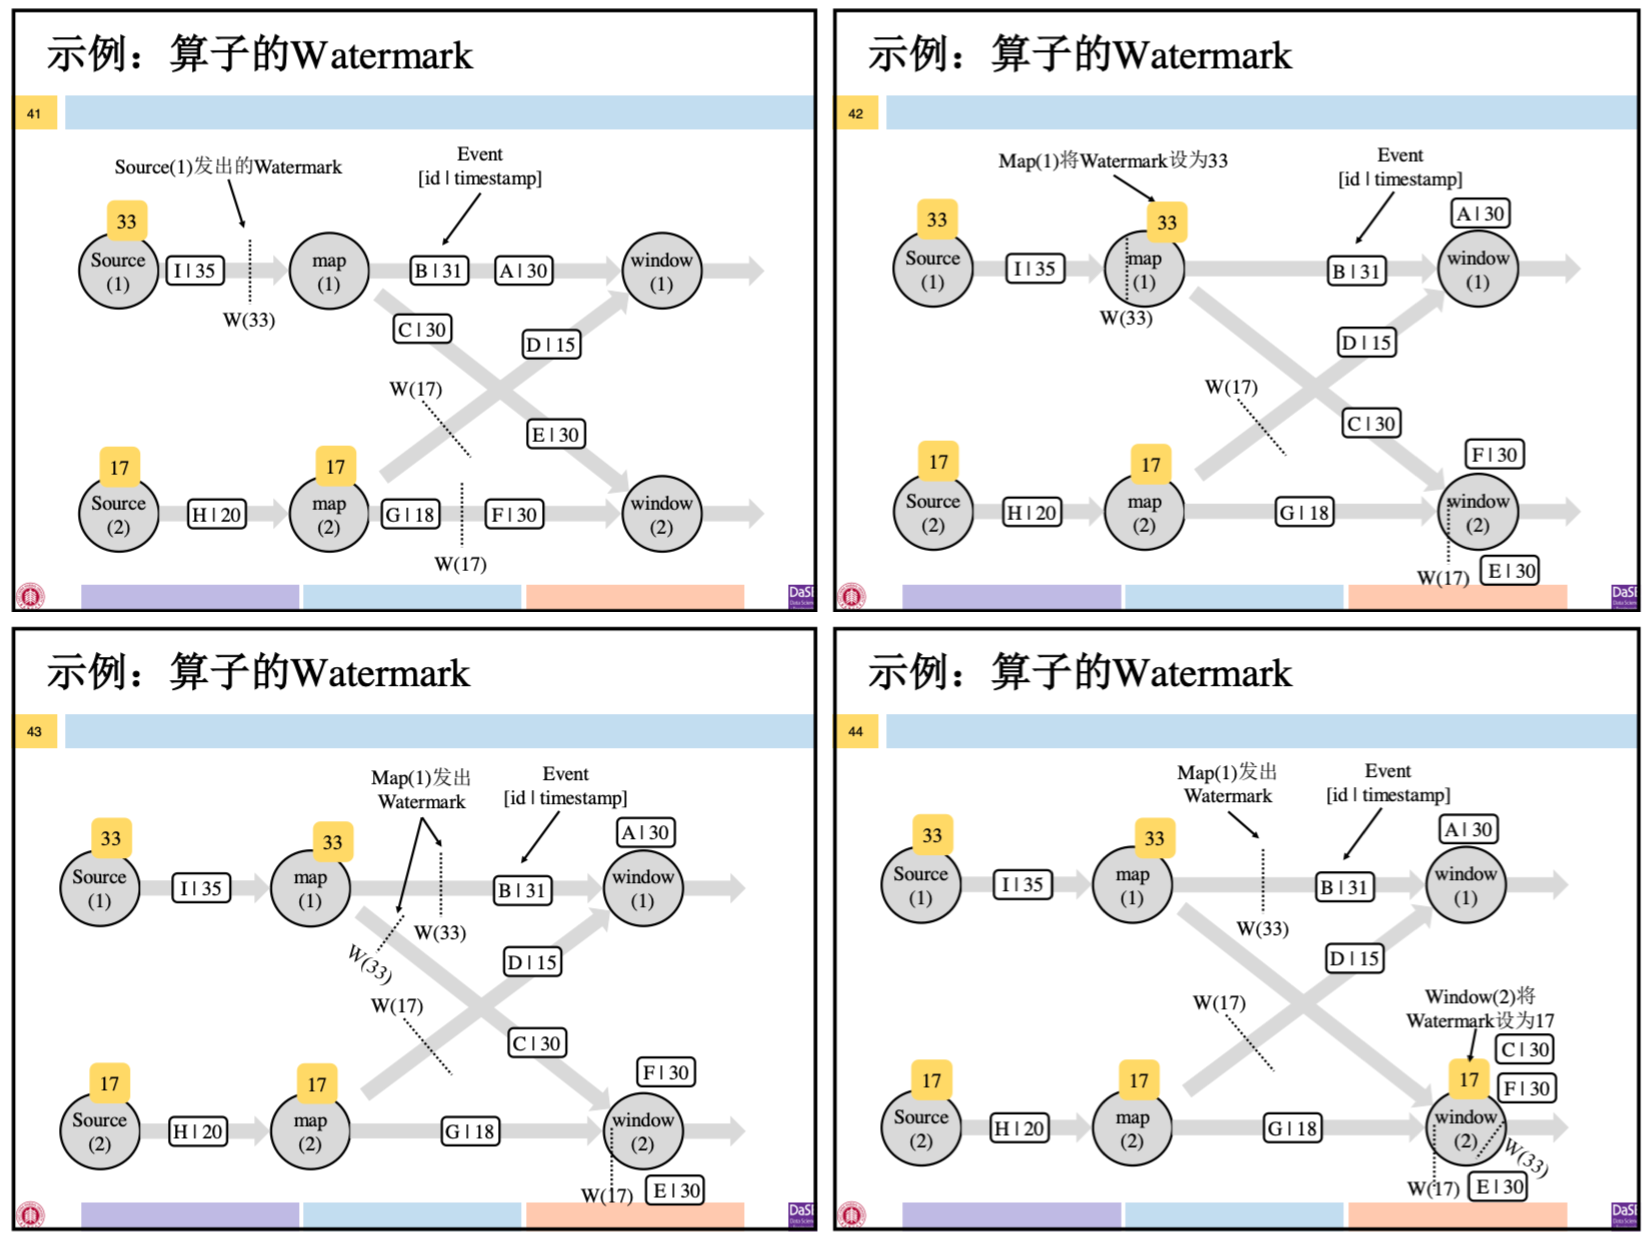 示例：算子的Watermark
41
Source(1)发出的Watermark
Event
[id | timestamp]
33
Source
(1)
I | 35
W(33)
map
(1)
B | 31
A | 30
window
(1)
C | 30
D | 15
W(17)
E | 30
17
Source
(2)
H | 20
17
map
(2)
G | 18
F | 30
window
(2)
W(17)
DaSE
示例：算子的Watermark
42
Map(1)将Watermark设为33
Event
[id | timestamp]
33
Source
(1)
I | 35
33
map
(1)
W(33)
B | 31
A | 30
window
(1)
D | 15
W(17)
C | 30
17
Source
(2)
H | 20
17
map
(2)
G | 18
F | 30
window
(2)
W(17)
E | 30
DaSE
示例：算子的Watermark
43
Map(1)发出
Watermark
Event
[id | timestamp]
33
Source
(1)
I | 35
33
map
(1)
B | 31
A | 30
window
(1)
W(33)
W(33)
D | 15
W(17)
C | 30
17
Source
(2)
H | 20
17
map
(2)
G | 18
F | 30
window
(2)
W(17)
E | 30
DaSE
示例：算子的Watermark
44
Map(1)发出
Watermark
Event
[id | timestamp]
33
Source
(1)
I | 35
33
map
(1)
B | 31
A | 30
window
(1)
W(33)
D | 15
W(17)
Window(2)将
Watermark设为17
C | 30
17
Source
(2)
H | 20
17
map
(2)
G | 18
17
F | 30
window
(2)
W(33)
W(17)
E | 30
DaSE